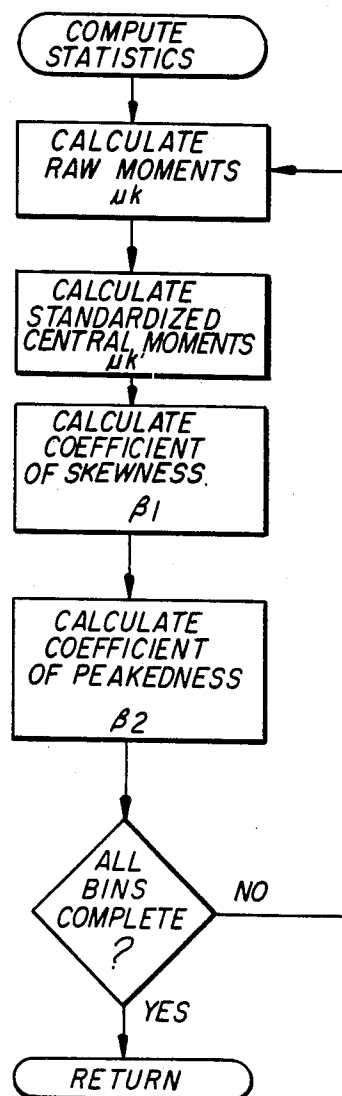 COMPUTE
STATISTICS
CALCULATE
RAW MOMENTS
μk
CALCULATE
STANDARDIZED
CENTRAL MOMENTS
μk'
CALCULATE
COEFFICIENT
OF SKEWNESS.
β1
CALCULATE
COEFFICIENT
OF PEAKEDNESS
β2
ALL
BINS
COMPLETE
?
NO
YES
RETURN